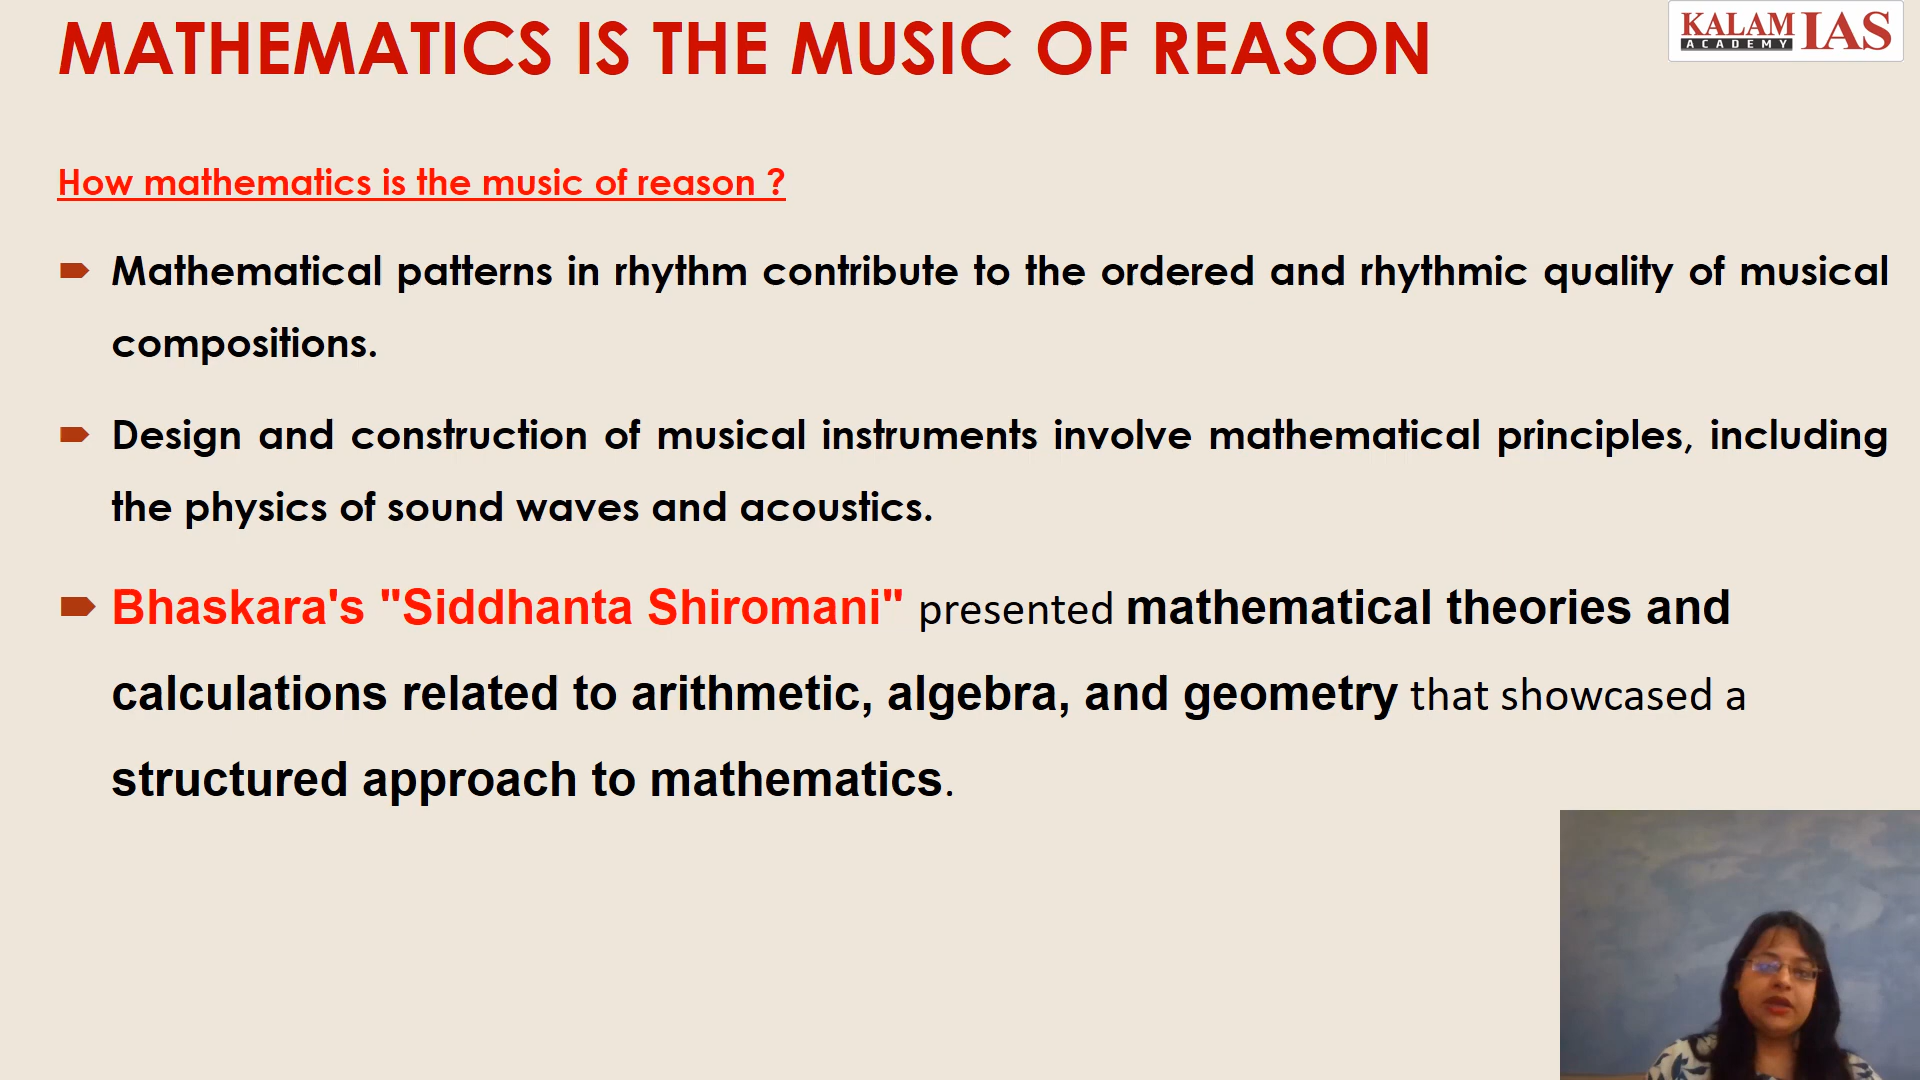 MATHEMATICS IS THE MUSIC OF REASON
KALAM IAS
ACADEMY
How mathematics is the music of reason ?
Mathematical patterns in rhythm contribute to the ordered and rhythmic quality of musical
compositions.
Design and construction of musical instruments involve mathematical principles, including
the physics of sound waves and acoustics.
Bhaskara's "Siddhanta Shiromani" presented mathematical theories and
calculations related to arithmetic, algebra, and geometry that showcased a
structured approach to mathematics.